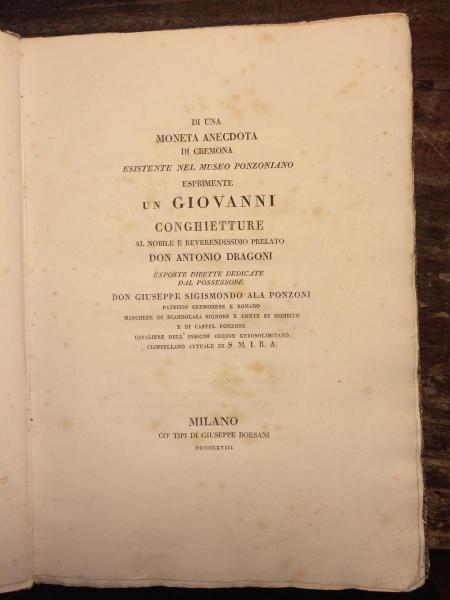 DI UNA
MONETA ANECDOTA
DI CREMONA
ESISTENTE NEL MUSEO PONZONIANO
ESPRIMENTE
UN GIOVANNI
CONGHIETTURE
AL NOBILE E REVERENDISSIMO PRELATO
DON ANTONIO DRAGONI
ESPOSTE DIRETTE DEDICATE
DAL POSSESSORE
DON GIUSEPPE SIGISMONDO ALA PONZONI
PATRIZIO CREMONESE E ROMANO
MARCHESE DI SCANDOLARA SIGNORE E CONTE DI GOMBITO
E DI CASTEL PONZONE
CAVALIERE DELL' INSIGNE ORDINE GEROSOLIMITANO
CIAMBELLANO ATTUALE DI S. M. I. R. A.
MILANO
CO' TIPI DI GIUSEPPE BORSANI
MDCCCXVIII.